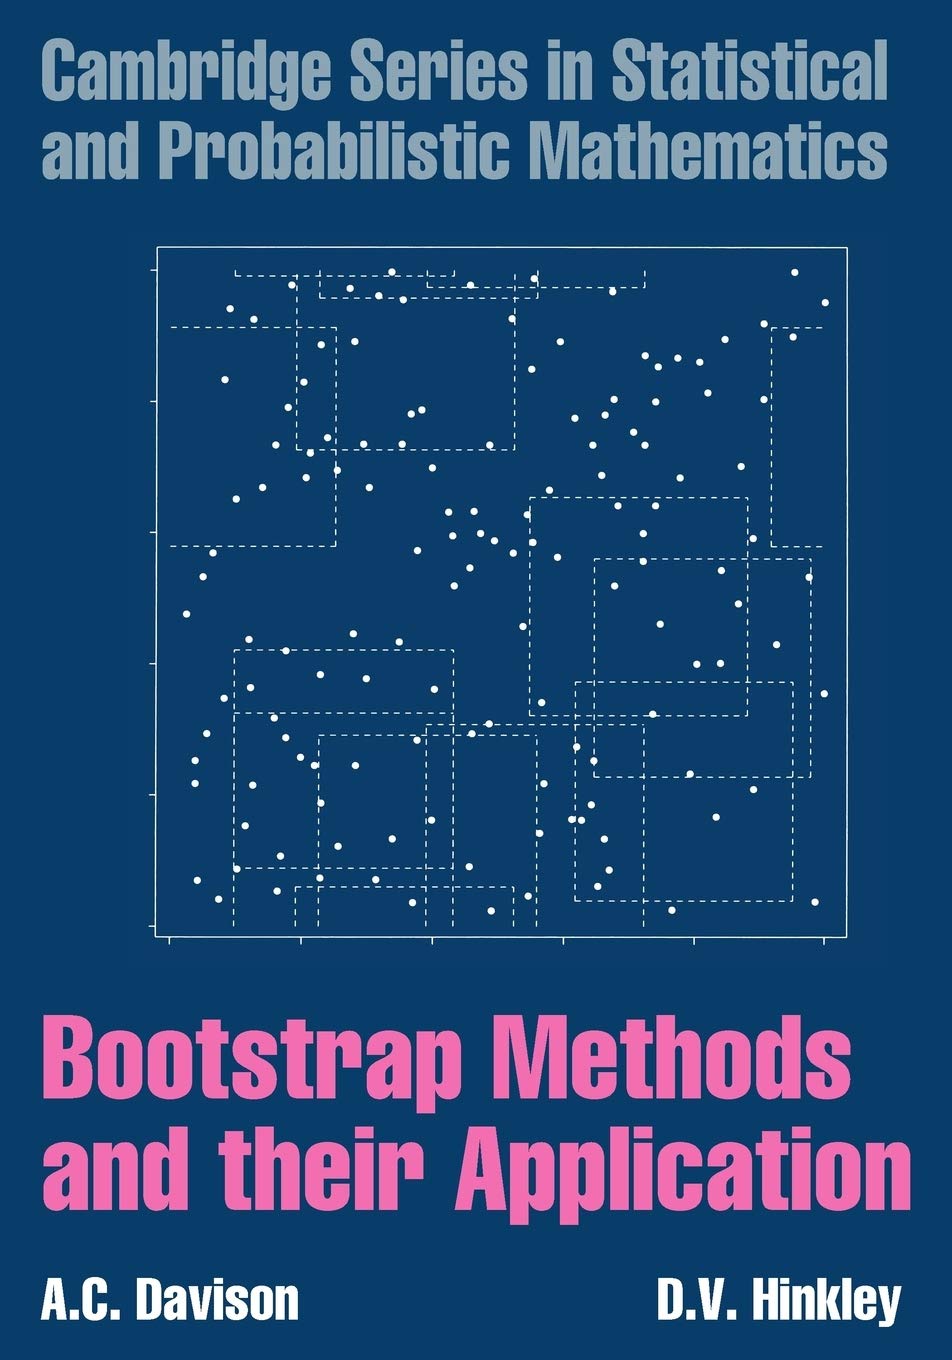 Cambridge Series in Statistical
and Probabilistic Mathematics
Bootstrap Methods
and their Application
A.C. Davison
D.V. Hinkley